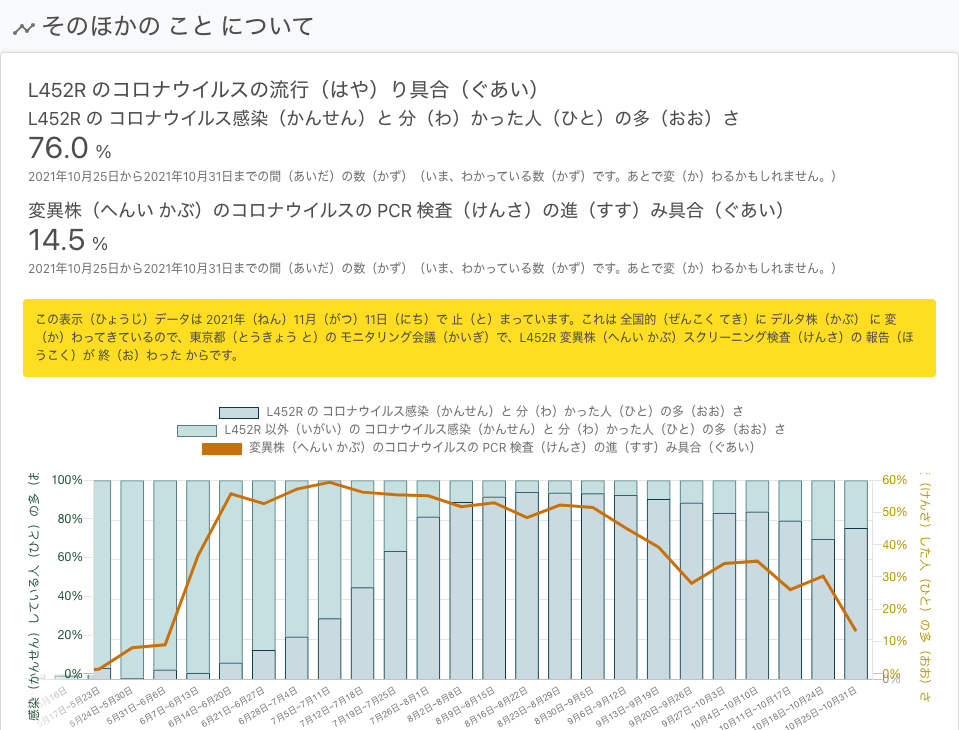 そのほかの こと について
L452R のコロナウイルスの流行（はや）り具合（ぐあい）
L452R の コロナウイルス感染（かんせん）と 分（わ）かった人（ひと）の多（おお）さ
76.0 %
2021年10月25日から2021年10月31日までの間（あいだ）の数（かず）（いま、わかっている数（かず）です。あとで変（か）わるかもしれません。）
変異株（へんい かぶ）のコロナウイルスの PCR 検査（けんさ）の進（すす）み具合（ぐあい）
14.5 %
2021年10月25日から2021年10月31日までの間（あいだ）の数（かず）（いま、わかっている数（かず）です。あとで変（か）わるかもしれません。）
この表示（ひょうじ）データは 2021年（ねん）11月（がつ）11日（にち）で 止（と）まっています。これは 全国的（ぜんこく てき）に デルタ株（かぶ） に 変
（か）わってきているので、東京都（とうきょう と）の モニタリング会議（かいぎ）で、L452R 変異株（へんい かぶ）スクリーニング検査（けんさ）の 報告（ほ
うこく）が 終（お）わった からです。
L452R の コロナウイルス感染（かんせん）と 分（わ）かった人（ひと）の多（おお）さ
L452R 以外（いがい）の コロナウイルス感染（かんせん）と 分（わ）かった人（ひと）の多（おお）さ
変異株（へんい かぶ）のコロナウイルスの PCR 検査（けんさ）の進（すす）み具合（ぐあい）
感染（かんせん）している人（ひと）の多（お
100%
80%
60%
40%
20%
0%
60%
50%
40%
30%
20%
10%
0%
（けんさ）した人（ひと）の多（おお）さ
5月16日
5月17日~5月23日
5月24日~5月30日
5月31日~6月6日
6月7日~6月13日
6月14日~6月20日
6月21日~6月27日
6月28日~7月4日
7月5日~7月11日
7月12日~7月18日
7月19日~7月25日
7月26日~8月1日
8月2日~8月8日
8月9日~8月15日
8月16日~8月22日
8月23日~8月29日
8月30日~9月5日
9月6日~9月12日
9月13日~9月19日
9月20日~9月26日
9月27日~10月3日
10月4日~10月10日
10月11日~10月17日
10月18日~10月24日
10月25日~10月31日